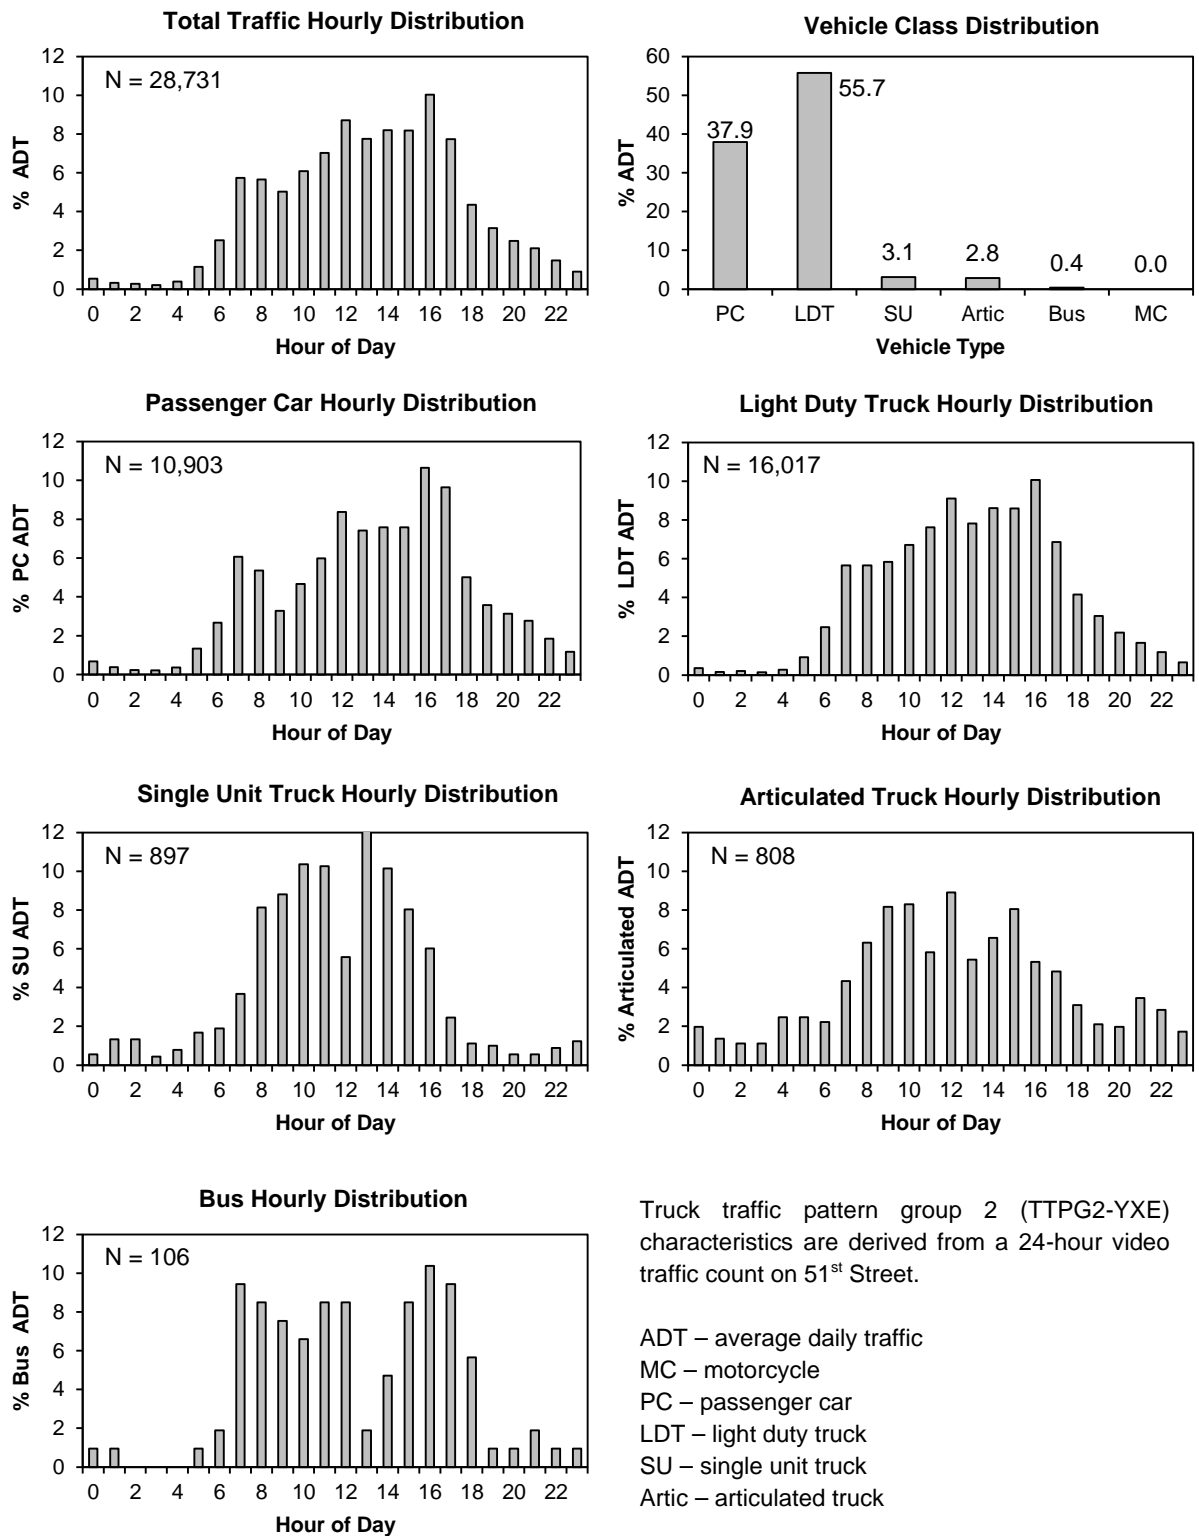 Total Traffic Hourly Distribution
N = 28,731
% ADT
12
10
8
6
4
2
0
0 2 4 6 8 10 12 14 16 18 20 22
Hour of Day
Vehicle Class Distribution
% ADT
60
50
40
30
20
10
0
37.9
55.7
3.1
2.8
0.4
0.0
PC LDT SU Artic Bus MC
Vehicle Type
Passenger Car Hourly Distribution
N = 10,903
% PC ADT
12
10
8
6
4
2
0
0 2 4 6 8 10 12 14 16 18 20 22
Hour of Day
Light Duty Truck Hourly Distribution
N = 16,017
% LDT ADT
12
10
8
6
4
2
0
0 2 4 6 8 10 12 14 16 18 20 22
Hour of Day
Single Unit Truck Hourly Distribution
N = 897
% SU ADT
12
10
8
6
4
2
0
0 2 4 6 8 10 12 14 16 18 20 22
Hour of Day
Articulated Truck Hourly Distribution
N = 808
% Articulated ADT
12
10
8
6
4
2
0
0 2 4 6 8 10 12 14 16 18 20 22
Hour of Day
Bus Hourly Distribution
N = 106
% Bus ADT
12
10
8
6
4
2
0
0 2 4 6 8 10 12 14 16 18 20 22
Hour of Day
Truck traffic pattern group 2 (TTPG2-YXE)
characteristics are derived from a 24-hour video
traffic count on 51st Street.
ADT – average daily traffic
MC – motorcycle
PC – passenger car
LDT – light duty truck
SU – single unit truck
Artic – articulated truck